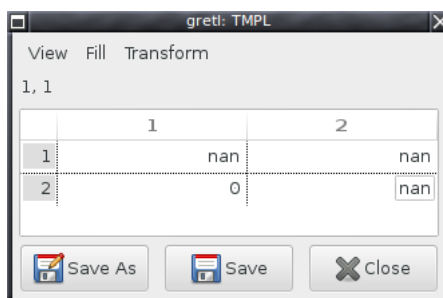 gretl: TMPL
View Fill Transform
1, 1
1 2
1 nan nan
2 0 nan
Save As Save Close